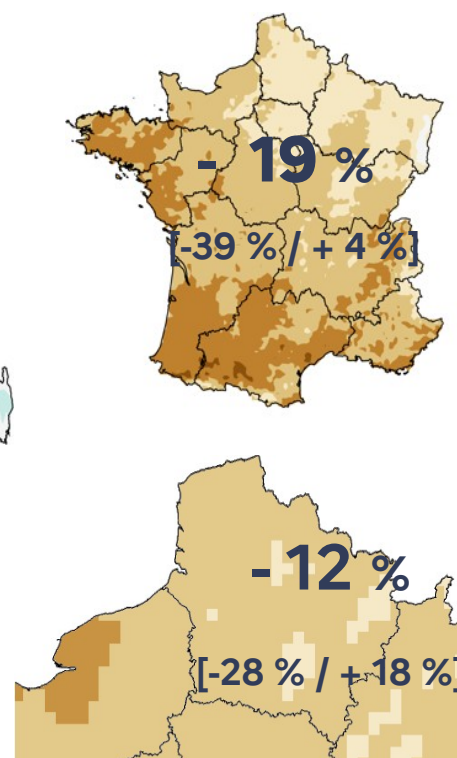 - 19 %
[-39 % / + 4 %]
- 12 %
[-28 % / + 18 %]